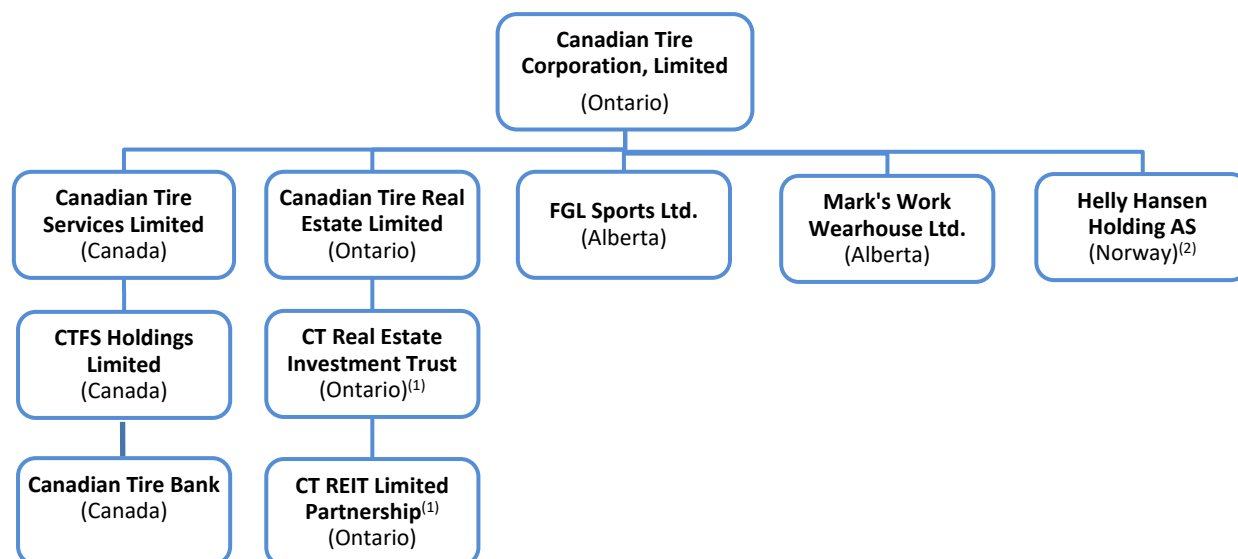 Canadian Tire
Corporation, Limited
(Ontario)
Canadian Tire
Services Limited
(Canada)
Canadian Tire Real
Estate Limited
(Ontario)
FGL Sports Ltd.
(Alberta)
Mark's Work
Wearhouse Ltd.
(Alberta)
Helly Hansen
Holding AS
(Norway)(2)
CTFS Holdings
Limited
(Canada)
CT Real Estate
Investment Trust
(Ontario)(1)
Canadian Tire Bank
(Canada)
CT REIT Limited
Partnership(1)
(Ontario)